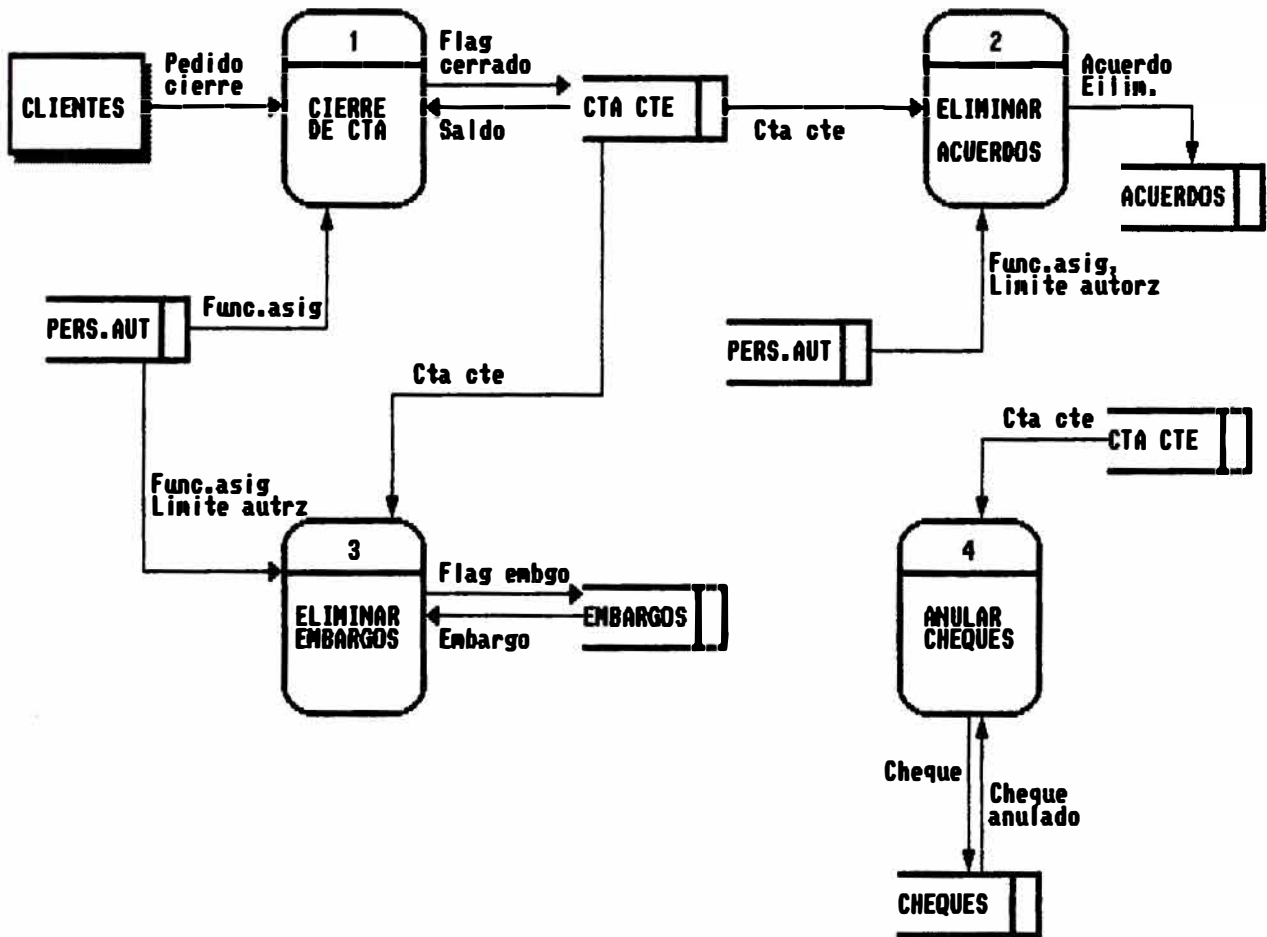 1
2
Pedido
cierre
Flag
cerrado
Acuerdo
Eilim.
CLIENTES
CIERRE
DE CTA
CTA CTE
Saldo
Cta cte
ELIMINAR
ACUERDOS
ACUERDOS
Func.asig,
Limite autorz
PERS.AUT
Func.asig
PERS.AUT
Cta cte
Cta cte
CTA CTE
Func.asig
Limite autrz
3
4
Flag embgo
ELIMINAR
EMBARGOS
EMBARGOS
Embargo
ANULAR
CHEQUES
Cheque
Cheque
anulado
CHEQUES